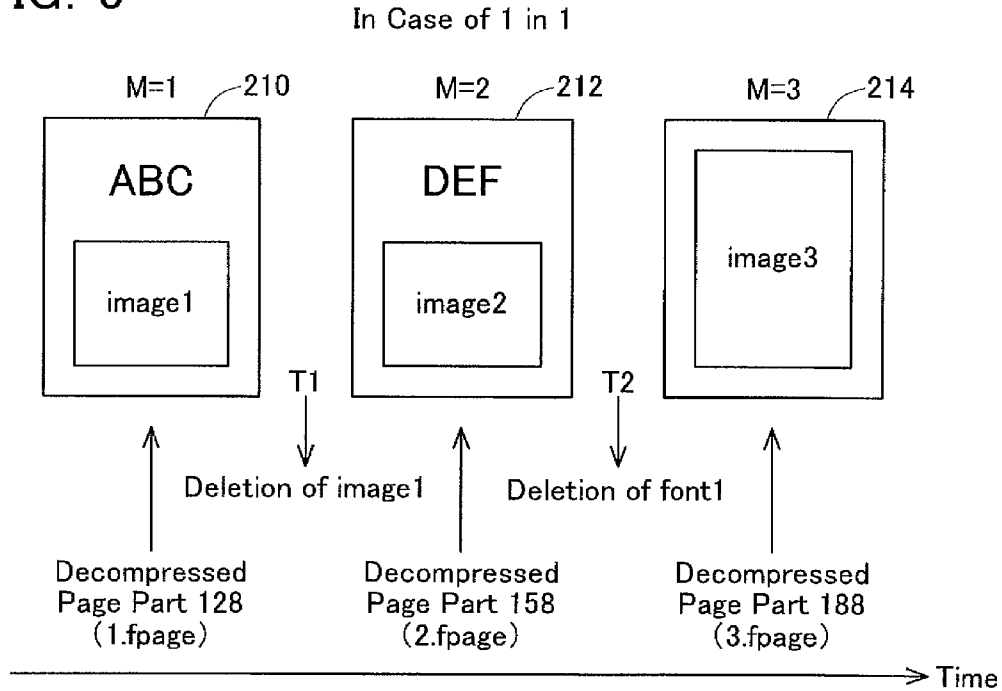 In Case of 1 in 1
M=1 210 M=2 212 M=3 214
ABC DEF
image1 image2 image3
T1 T2
Deletion of image1 Deletion of font1
Decompressed Decompressed Decompressed
Page Part 128 Page Part 158 Page Part 188
(1.fpage) (2.fpage) (3.fpage)
Time